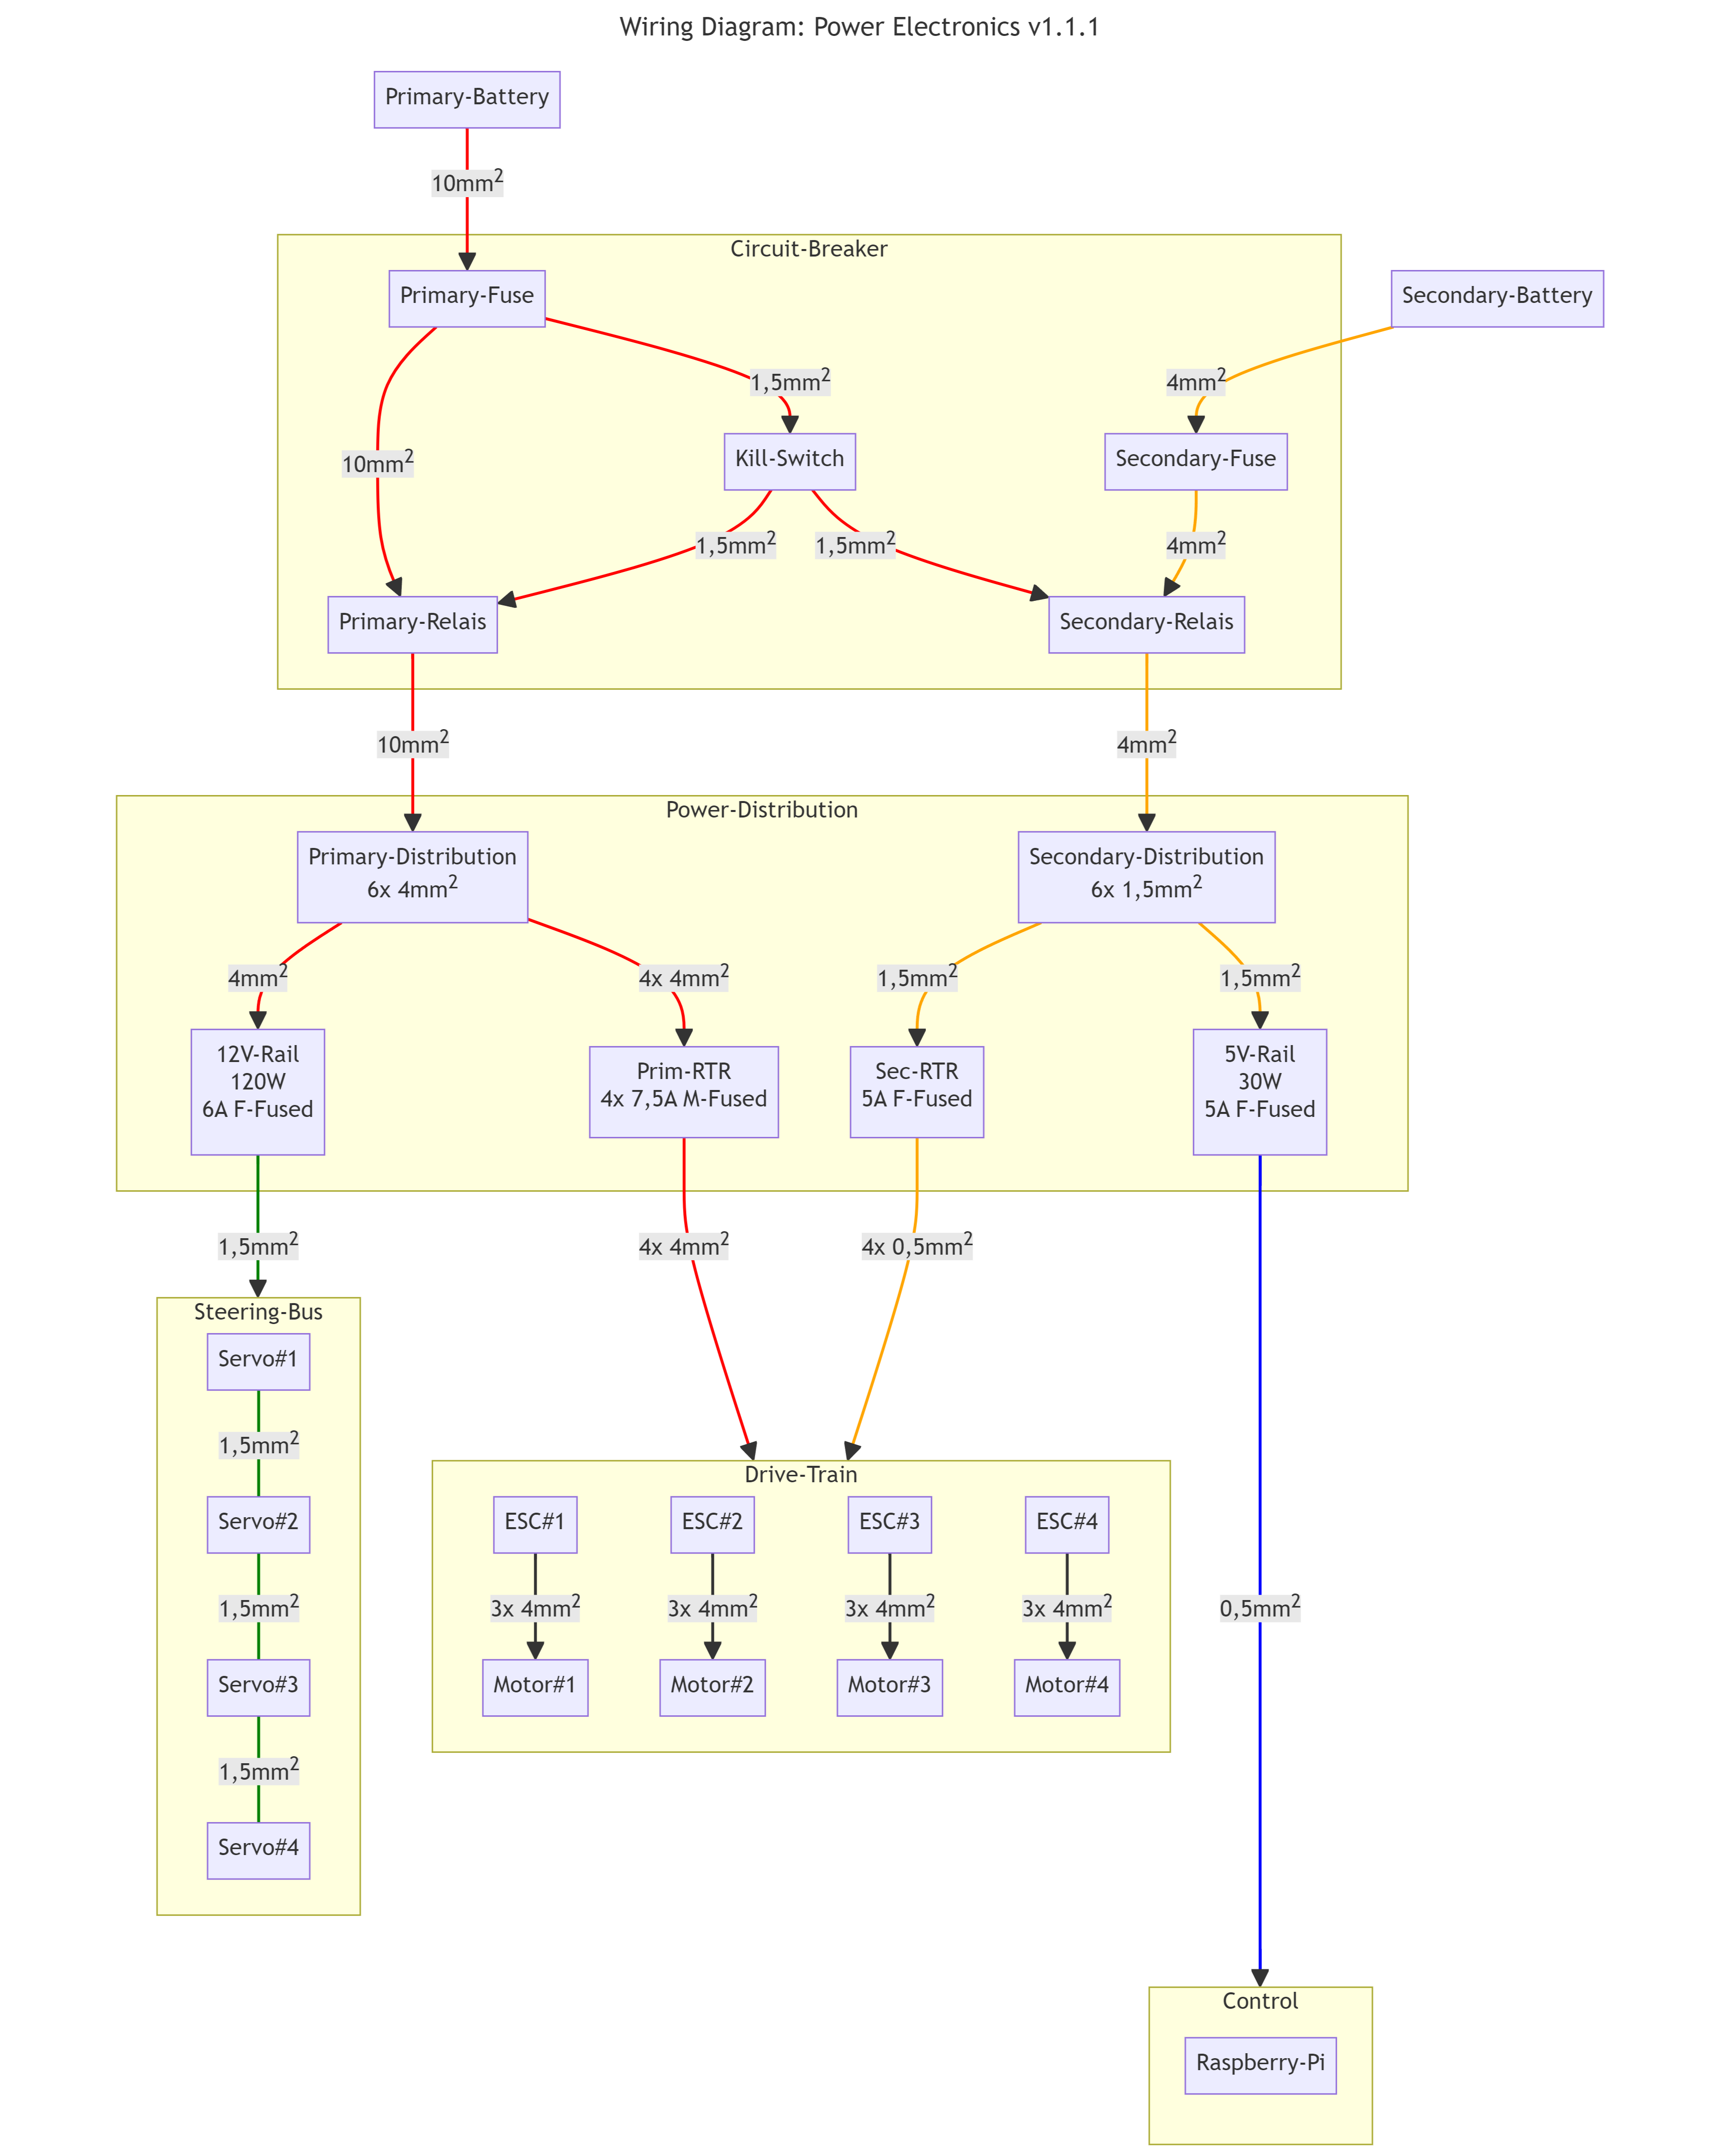 Wiring Diagram: Power Electronics v1.1.1
Primary-Battery
10mm²
Circuit-Breaker
Primary-Fuse
Secondary-Battery
1,5mm²
4mm²
10mm²
Kill-Switch
Secondary-Fuse
1,5mm²
1,5mm²
4mm²
Primary-Relais
Secondary-Relais
10mm²
4mm²
Power-Distribution
Primary-Distribution
6x 4mm²
Secondary-Distribution
6x 1,5mm²
4mm²
4x 4mm²
1,5mm²
1,5mm²
12V-Rail
120W
6A F-Fused
Prim-RTR
4x 7,5A M-Fused
Sec-RTR
5A F-Fused
5V-Rail
30W
5A F-Fused
1,5mm²
4x 4mm²
4x 0,5mm²
Steering-Bus
Servo#1
1,5mm²
Servo#2
1,5mm²
Servo#3
1,5mm²
Servo#4
Drive-Train
ESC#1
ESC#2
ESC#3
ESC#4
3x 4mm²
3x 4mm²
3x 4mm²
3x 4mm²
Motor#1
Motor#2
Motor#3
Motor#4
0,5mm²
Control
Raspberry-Pi